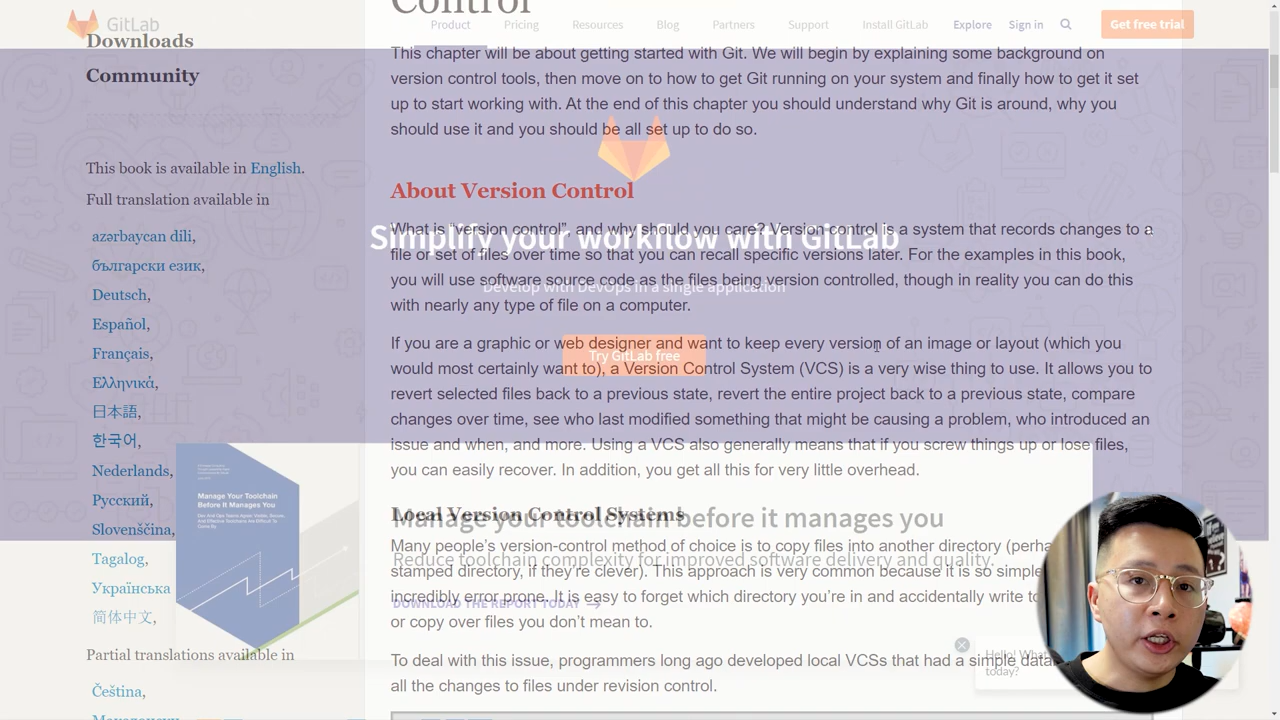 Control
GitLab
Product
Pricing
Resources
Blog
Partners
Support
Install GitLab
Explore
Sign in
Get free trial
Downloads
Community
This book is available in English.
Full translation available in
azərbaycan dili,
български език,
Deutsch,
Español,
Français,
Ελληνικά,
日本語,
한국어,
Nederlands,
Русский,
Slovenščina,
Tagalog,
Українська
简体中文,
Partial translations available in
Čeština,
Македонски
This chapter will be about getting started with Git. We will begin by explaining some background on
version control tools, then move on to how to get Git running on your system and finally how to get it set
up to start working with. At the end of this chapter you should understand why Git is around, why you
should use it and you should be all set up to do so.
About Version Control
What is “version control”, and why should you care? Version control is a system that records changes to a
file or set of files over time so that you can recall specific versions later. For the examples in this book,
you will use software source code as the files being version controlled, though in reality you can do this
with nearly any type of file on a computer.
If you are a graphic or web designer and want to keep every version of an image or layout (which you
would most certainly want to), a Version Control System (VCS) is a very wise thing to use. It allows you to
revert selected files back to a previous state, revert the entire project back to a previous state, compare
changes over time, see who last modified something that might be causing a problem, who introduced an
issue and when, and more. Using a VCS also generally means that if you screw things up or lose files,
you can easily recover. In addition, you get all this for very little overhead.
Local Version Control Systems
Many people’s version-control method of choice is to copy files into another directory (perha
stamped directory, if they’re clever). This approach is very common because it is so simple
incredibly error prone. It is easy to forget which directory you’re in and accidentally write to
or copy over files you don’t mean to.
To deal with this issue, programmers long ago developed local VCSs that had a simple data
all the changes to files under revision control.
Simplify your workflow with GitLab
Develop with DevOps in a single application
Try GitLab free
Manage Your Toolchain
Before It Manages You
Manage your toolchain before it manages you
Reduce toolchain complexity for improved software delivery and quality.
DOWNLOAD THE REPORT TODAY →
Hello! What
today?